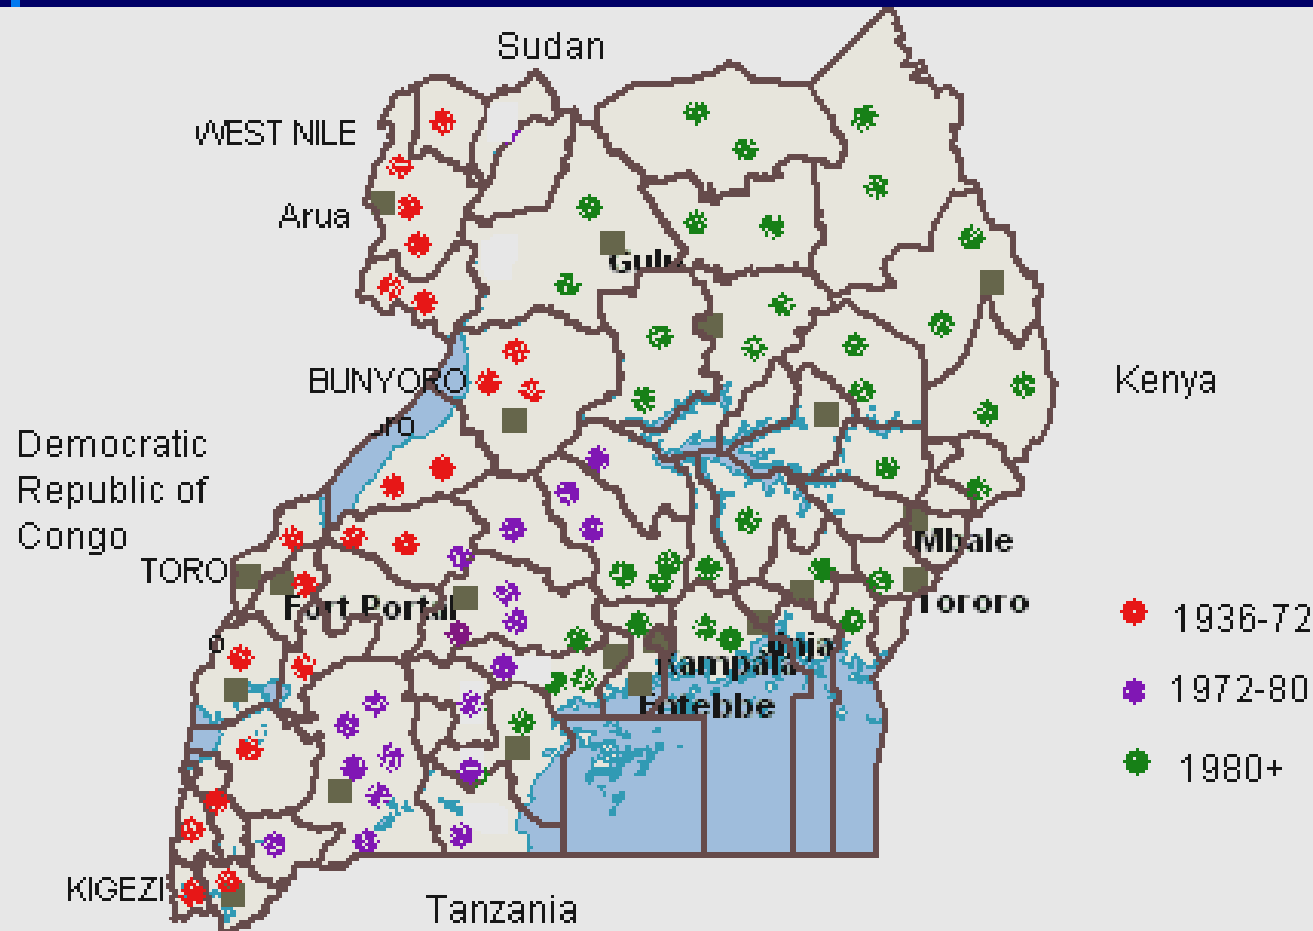 Sudan
WEST NILE
Arua
Gulu
BUNYORO
Kenya
Democratic
Republic of
Congo
Mbale
TORO
Fort Portal
Tororo
1936-72
Kampala
Entebbe
1972-80
1980+
KIGEZI
Tanzania